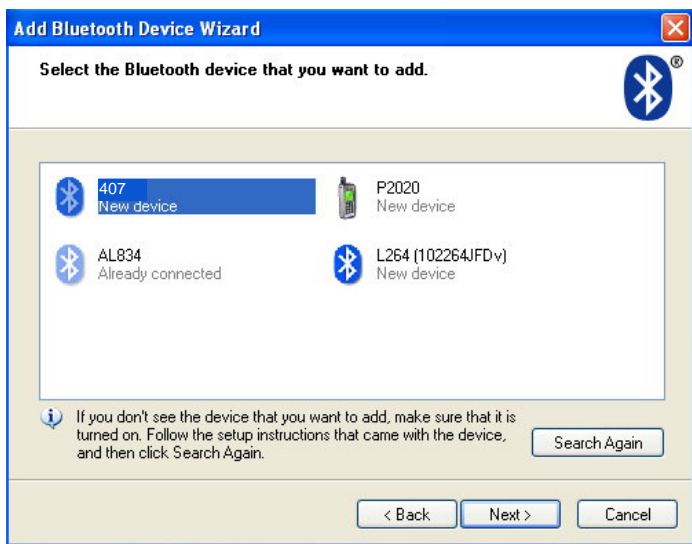 Add Bluetooth Device Wizard
Select the Bluetooth device that you want to add.
®
407
New device
P2020
New device
AL834
Already connected
L264 (102264JFDv)
New device
If you don't see the device that you want to add, make sure that it is
turned on. Follow the setup instructions that came with the device,
and then click Search Again.
Search Again
< Back
Next >
Cancel